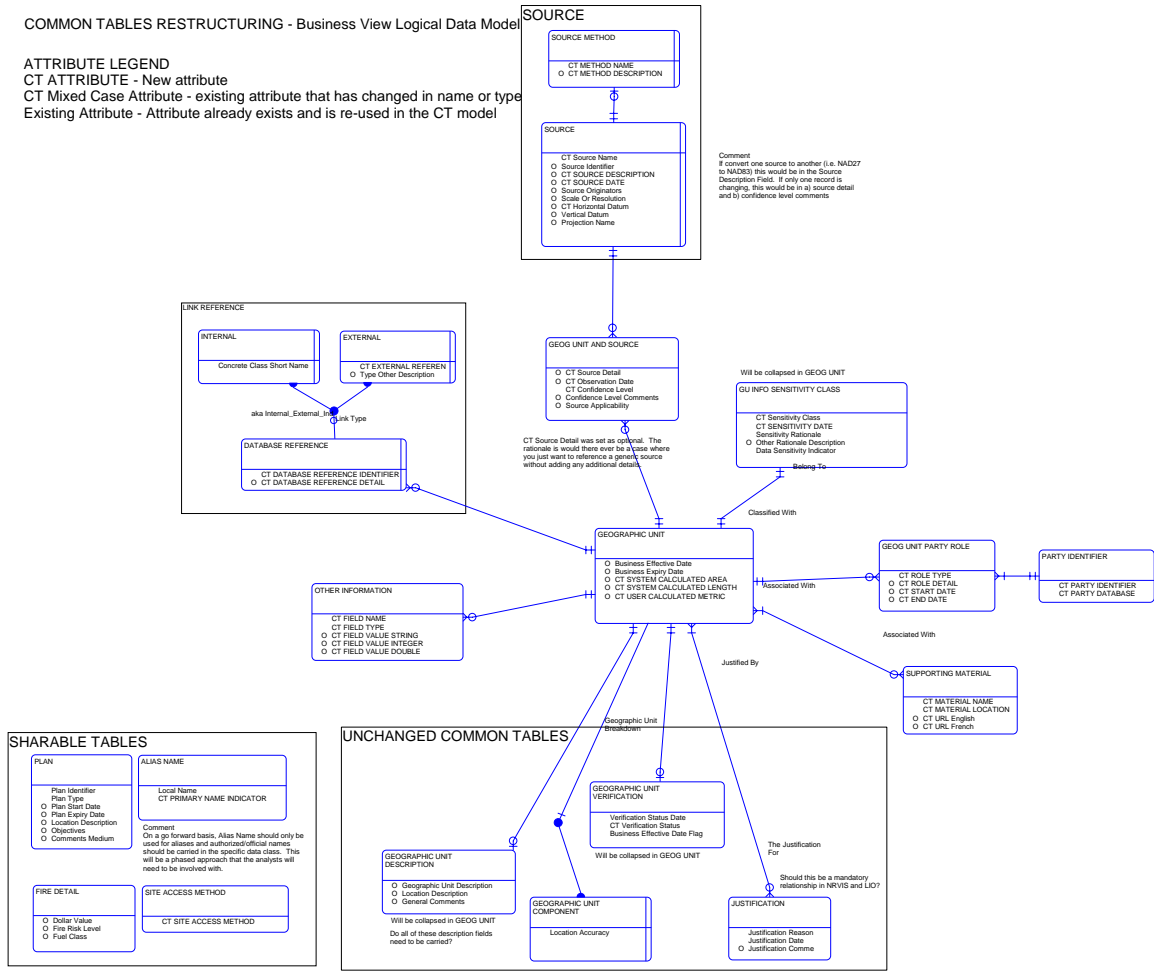 COMMON TABLES RESTRUCTURING - Business View Logical Data Model
ATTRIBUTE LEGEND
CT ATTRIBUTE - New attribute
CT Mixed Case Attribute - existing attribute that has changed in name or type
Existing Attribute - Attribute already exists and is re-used in the CT model
SOURCE
SOURCE METHOD
CT METHOD NAME
O CT METHOD DESCRIPTION
SOURCE
CT Source Name
O Source Identifier
O CT SOURCE DESCRIPTION
O CT SOURCE DATE
O Source Originators
O Scale Or Resolution
O CT Horizontal Datum
O Vertical Datum
O Projection Name
Comment
If convert one source to another (i.e. NAD27
to NAD83) this would be in the Source
Description Field. If only one record is
changing, this would be in a) source detail
and b) confidence level comments
LINK REFERENCE
INTERNAL
Concrete Class Short Name
EXTERNAL
CT EXTERNAL REFEREN
O Type Other Description
aka Internal_External_Ind
Link Type
DATABASE REFERENCE
CT DATABASE REFERENCE IDENTIFIER
O CT DATABASE REFERENCE DETAIL
GEOG UNIT AND SOURCE
O CT Source Detail
O CT Observation Date
CT Confidence Level
O Confidence Level Comments
O Source Applicability
CT Source Detail was set as optional. The
rationale is would there ever be a case where
you just want to reference a generic source
without adding any additional details.
Will be collapsed in GEOG UNIT
GU INFO SENSITIVITY CLASS
CT Sensitivity Class
CT SENSITIVITY DATE
Sensitivity Rationale
O Other Rationale Description
Data Sensitivity Indicator
Belong To
Classified With
GEOGRAPHIC UNIT
O Business Effective Date
O Business Expiry Date
O CT SYSTEM CALCULATED AREA
O CT SYSTEM CALCULATED LENGTH
O CT USER CALCULATED METRIC
Associated With
GEOG UNIT PARTY ROLE
CT ROLE TYPE
O CT ROLE DETAIL
O CT START DATE
O CT END DATE
PARTY IDENTIFIER
CT PARTY IDENTIFIER
CT PARTY DATABASE
OTHER INFORMATION
CT FIELD NAME
CT FIELD TYPE
O CT FIELD VALUE STRING
O CT FIELD VALUE INTEGER
O CT FIELD VALUE DOUBLE
Associated With
Justified By
SUPPORTING MATERIAL
CT MATERIAL NAME
CT MATERIAL LOCATION
O CT URL English
O CT URL French
Geographic Unit
Breakdown
SHARABLE TABLES
PLAN
Plan Identifier
Plan Type
O Plan Start Date
O Plan Expiry Date
O Location Description
O Objectives
O Comments Medium
ALIAS NAME
Local Name
CT PRIMARY NAME INDICATOR
Comment
On a go forward basis, Alias Name should only be
used for aliases and authorized/official names
should be carried in the specific data class. This
will be a phased approach that the analysts will
need to be involved with.
FIRE DETAIL
O Dollar Value
O Fire Risk Level
O Fuel Class
SITE ACCESS METHOD
CT SITE ACCESS METHOD
UNCHANGED COMMON TABLES
GEOGRAPHIC UNIT
VERIFICATION
Verification Status Date
CT Verification Status
Business Effective Date Flag
Will be collapsed in GEOG UNIT
GEOGRAPHIC UNIT
DESCRIPTION
O Geographic Unit Description
O Location Description
O General Comments
Will be collapsed in GEOG UNIT
Do all of these description fields
need to be carried?
GEOGRAPHIC UNIT
COMPONENT
Location Accuracy
The Justification
For
Should this be a mandatory
relationship in NRVIS and LIO?
JUSTIFICATION
Justification Reason
Justification Date
O Justification Comme